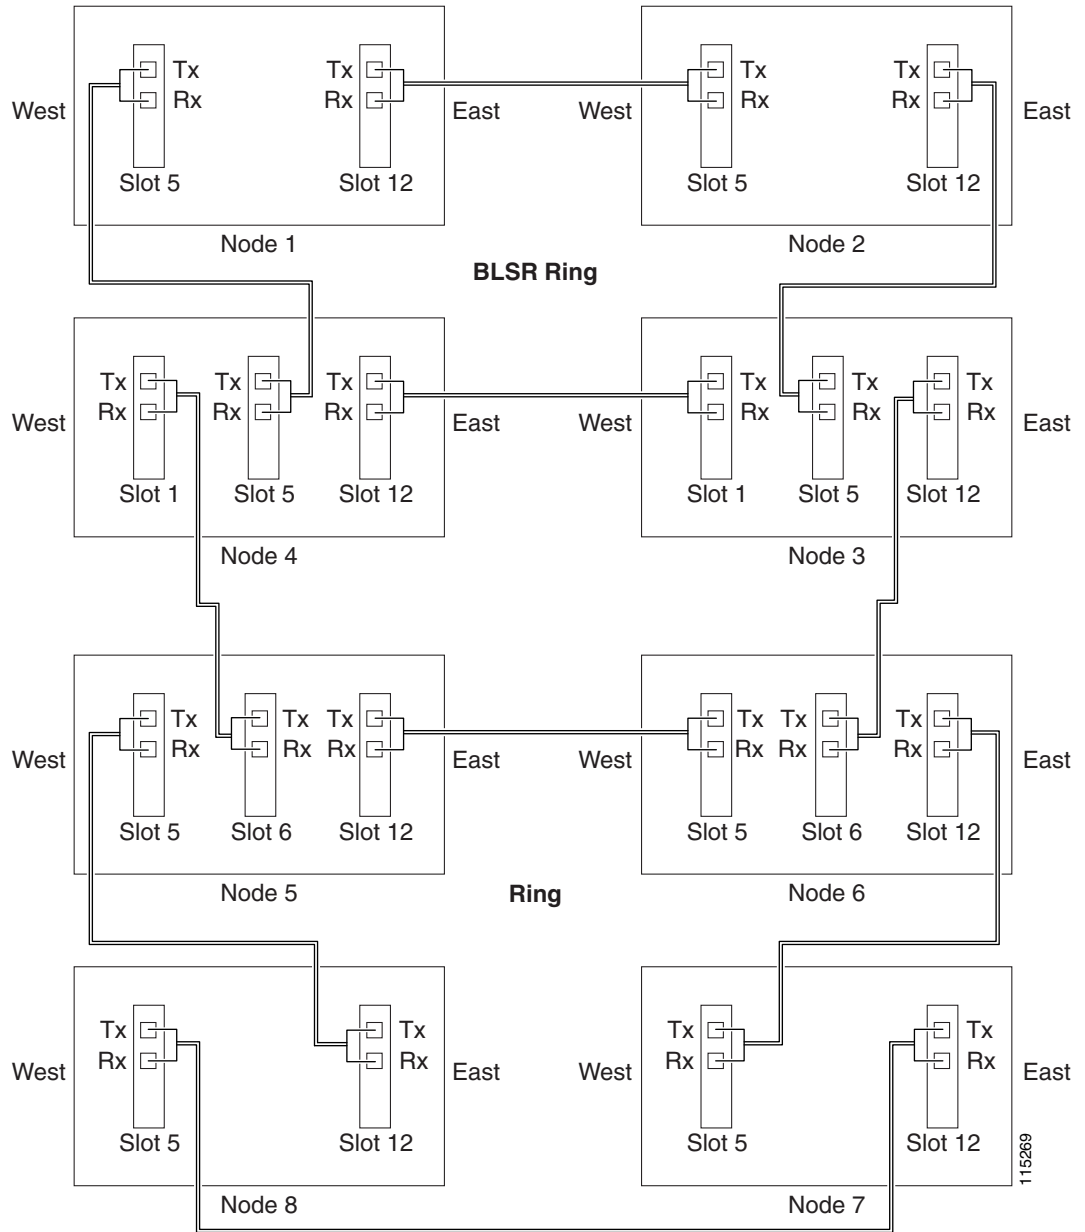 Tx Tx Tx Tx
West Rx Rx East West Rx Rx East
Slot 5 Slot 12 Slot 5 Slot 12
Node 1 Node 2
BLSR Ring
Tx Tx Tx Tx Tx Tx
West Rx Rx Rx East West Rx Rx Rx East
Slot 1 Slot 5 Slot 12 Slot 1 Slot 5 Slot 12
Node 4 Node 3
Tx Tx Tx Tx Tx Tx
West Rx Rx Rx East West Rx Rx Rx East
Slot 5 Slot 6 Slot 12 Slot 5 Slot 6 Slot 12
Node 5 Ring Node 6
Tx Tx Tx Tx
West Rx Rx East West Rx Rx East
Slot 5 Slot 12 Slot 5 Slot 12
Node 8 Node 7
115269